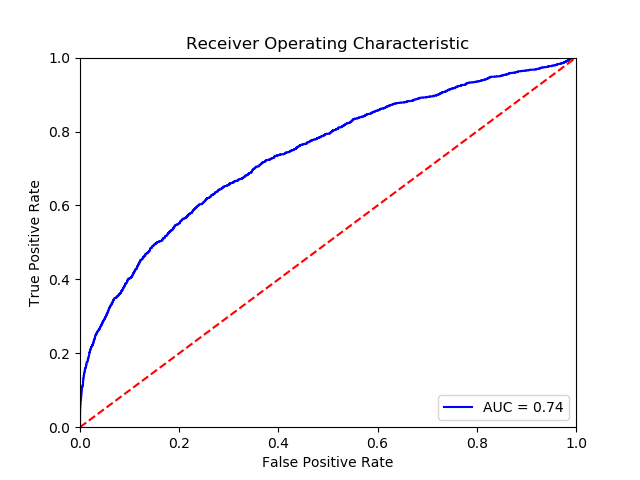 Receiver Operating Characteristic
True Positive Rate
1.0
0.8
0.6
0.4
0.2
0.0
AUC = 0.74
0.0 0.2 0.4 0.6 0.8 1.0
False Positive Rate